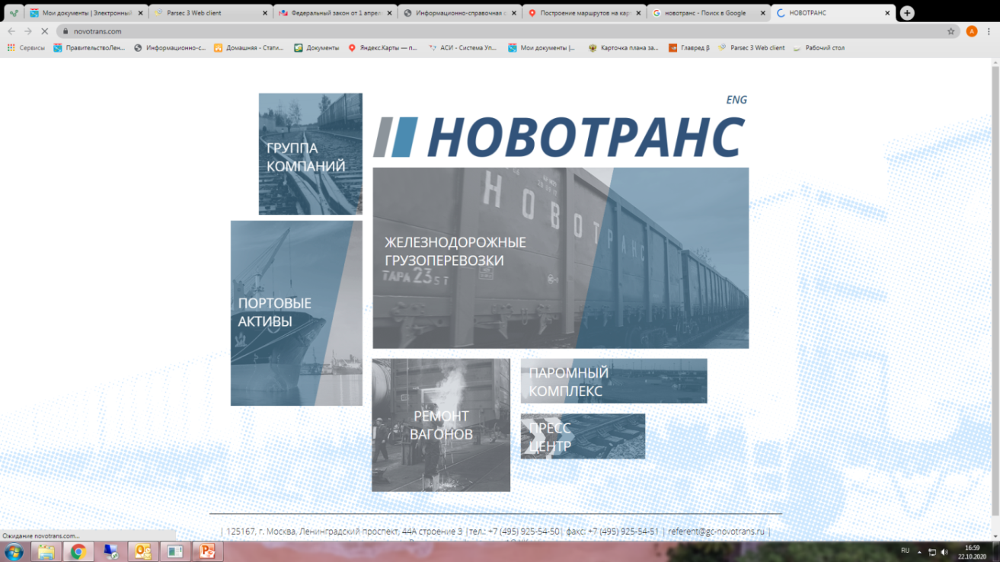 Мои документы | Электронный
Parsec 3 Web client
Федеральный закон от 1 апрел
Информационно-справочная
Построение маршрутов на кар
новотранс - Поиск в Google
НОВОТРАНС
novotrans.com
A
Сервисы
ПравительствоЛен...
Информационно-с...
Домашняя - Стати...
Документы
Яндекс.Карты — п...
АСИ - Система Уп...
Мои документы |...
Карточка плана за...
Главред β
Parsec 3 Web client
Рабочий стол
ENG
НОВОТРАНС
ГРУППА
КОМПАНИЙ
НОВОТРАНС
ЖЕЛЕЗНОДОРОЖНЫЕ
ГРУЗОПЕРЕВОЗКИ
ТАРА 23 5 Т
ПОРТОВЫЕ
АКТИВЫ
ПАРОМНЫЙ
КОМПЛЕКС
РЕМОНТ
ВАГОНОВ
ПРЕСС
ЦЕНТР
| 125167, г. Москва, Ленинградский проспект, 44А строение 3 |тел.: +7 (495) 925-54-50| факс: +7 (495) 925-54-51 | referent@gc-novotrans.ru |
Ожидание novotrans.com...
RU
16:59
22.10.2020